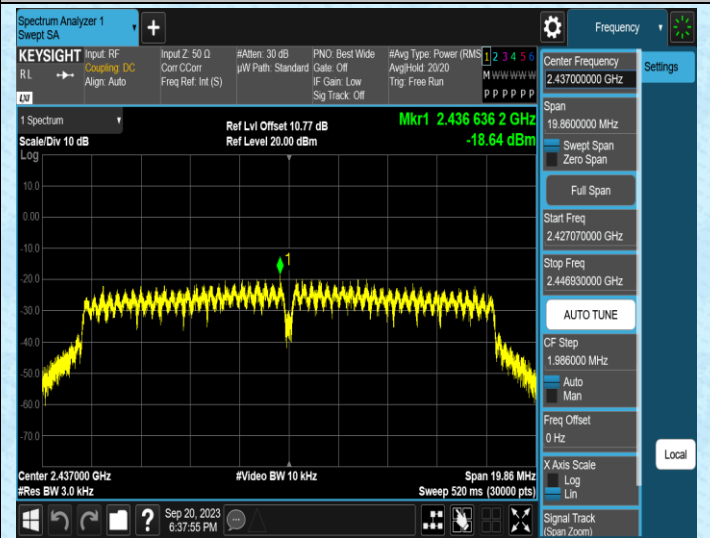 Spectrum Analyzer 1
Swept SA
+
Frequency
KEYSIGHT
RL
LXI
Input: RF
Coupling: DC
Align: Auto
Input Z: 50 Ω
Corr CCorr
Freq Ref: Int (S)
#Atten: 30 dB
µW Path: Standard
PNO: Best Wide
Gate: Off
IF Gain: Low
Sig Track: Off
#Avg Type: Power (RMS
Avg|Hold: 20/20
Trig: Free Run
1 2 3 4 5 6
M W W W W W
P P P P P P
1 Spectrum
Scale/Div 10 dB
Log
Ref Lvl Offset 10.77 dB
Ref Level 20.00 dBm
Mkr1 2.436 636 2 GHz
-18.64 dBm
1
10.0
0.00
-10.0
-20.0
-30.0
-40.0
-50.0
-60.0
-70.0
Center 2.437000 GHz
#Res BW 3.0 kHz
#Video BW 10 kHz
Span 19.86 MHz
Sweep 520 ms (30000 pts)
Sep 20, 2023
6:37:55 PM
?
Center Frequency
2.437000000 GHz
Span
19.8600000 MHz
Swept Span
Zero Span
Full Span
Start Freq
2.427070000 GHz
Stop Freq
2.446930000 GHz
AUTO TUNE
CF Step
1.986000 MHz
Auto
Man
Freq Offset
0 Hz
X Axis Scale
Log
Lin
Signal Track
(Span Zoom)
Settings
Local